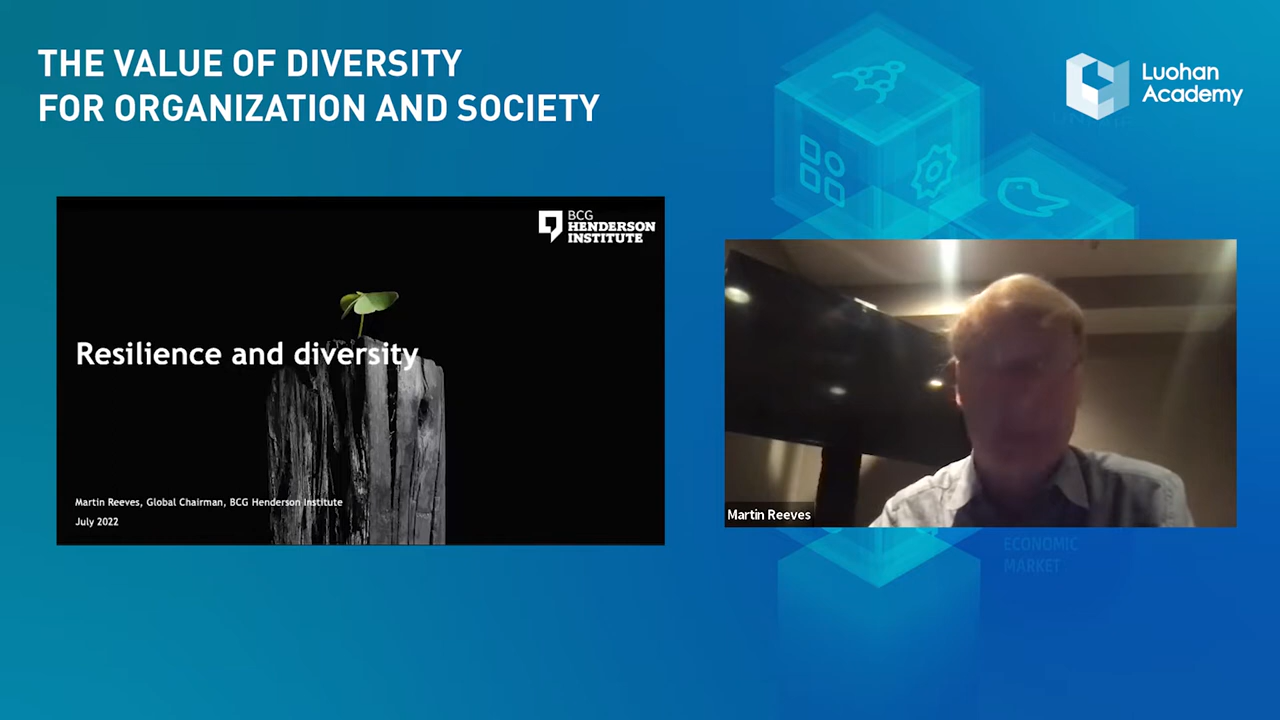 THE VALUE OF DIVERSITY
FOR ORGANIZATION AND SOCIETY
Luohan
Academy
BCG
HENDERSON
INSTITUTE
Resilience and diversity
Martin Reeves, Global Chairman, BCG Henderson Institute
July 2022
Martin Reeves
ECONOMIC
MARKET